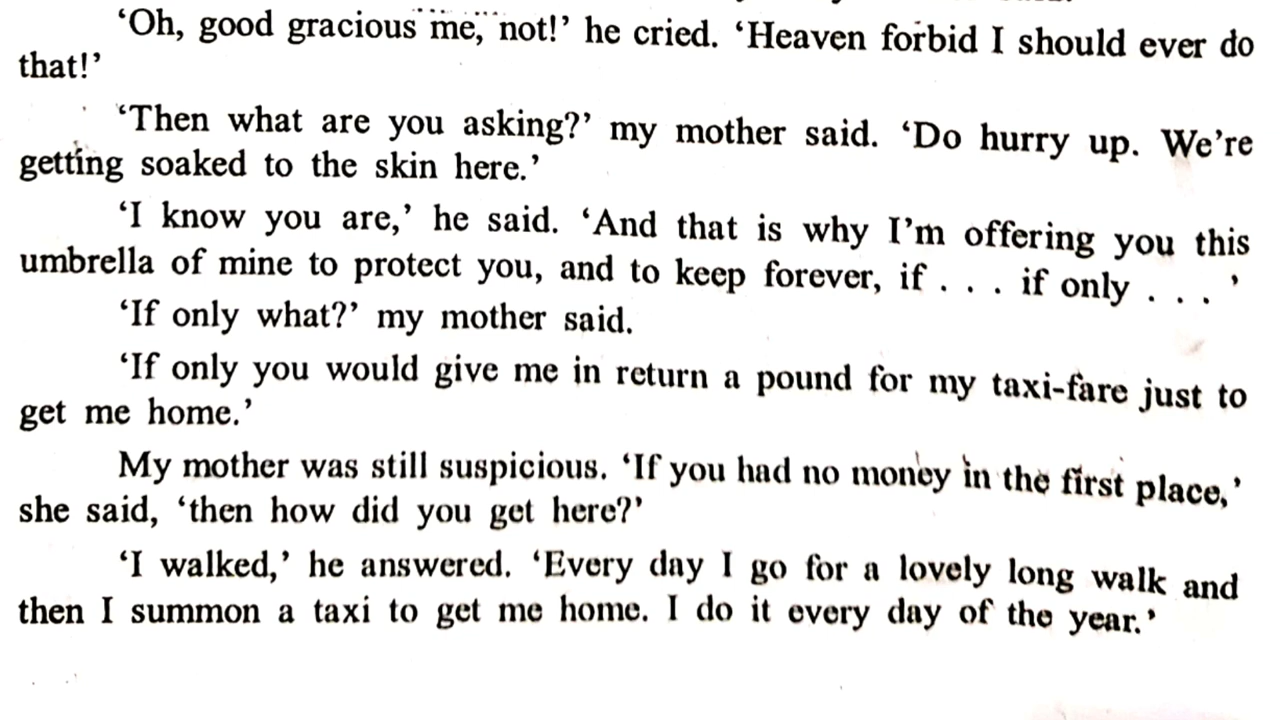 ‘Oh, good gracious me, not!’ he cried. ‘Heaven forbid I should ever do
that!’
‘Then what are you asking?’ my mother said. ‘Do hurry up. We’re
getting soaked to the skin here.’
‘I know you are,’ he said. ‘And that is why I’m offering you this
umbrella of mine to protect you, and to keep forever, if . . . if only . . . ’
‘If only what?’ my mother said.
‘If only you would give me in return a pound for my taxi-fare just to
get me home.’
My mother was still suspicious. ‘If you had no money in the first place,’
she said, ‘then how did you get here?’
‘I walked,’ he answered. ‘Every day I go for a lovely long walk and
then I summon a taxi to get me home. I do it every day of the year.’